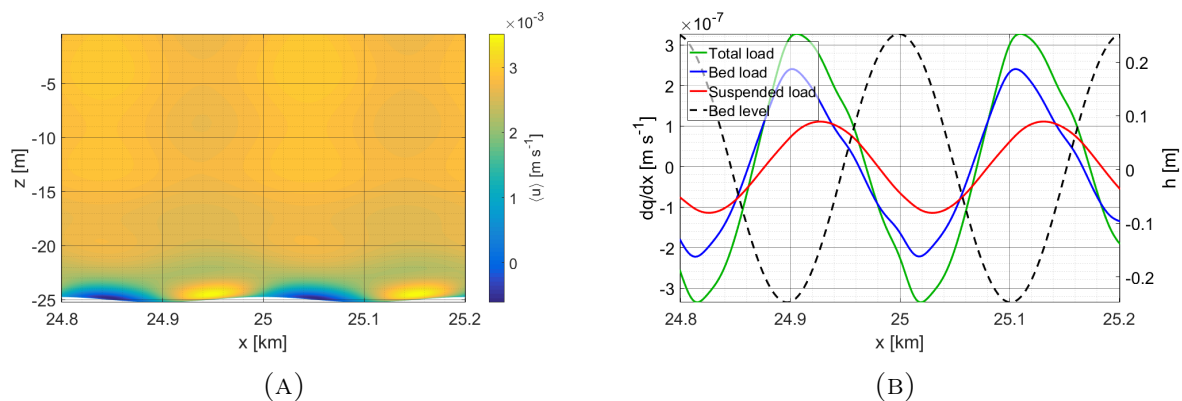 ×10⁻³
-5
-10
-15
-20
-25
z [m]
24.8 24.9 25 25.1 25.2
x [km]
3
2
1
0
⟨u⟩ [m s⁻¹]
(A)
×10⁻⁷
3
2
1
0
-1
-2
-3
dq/dx [m s⁻¹]
Total load
Bed load
Suspended load
Bed level
0.2
0.1
0
-0.1
-0.2
h [m]
24.8 24.9 25 25.1 25.2
x [km]
(B)